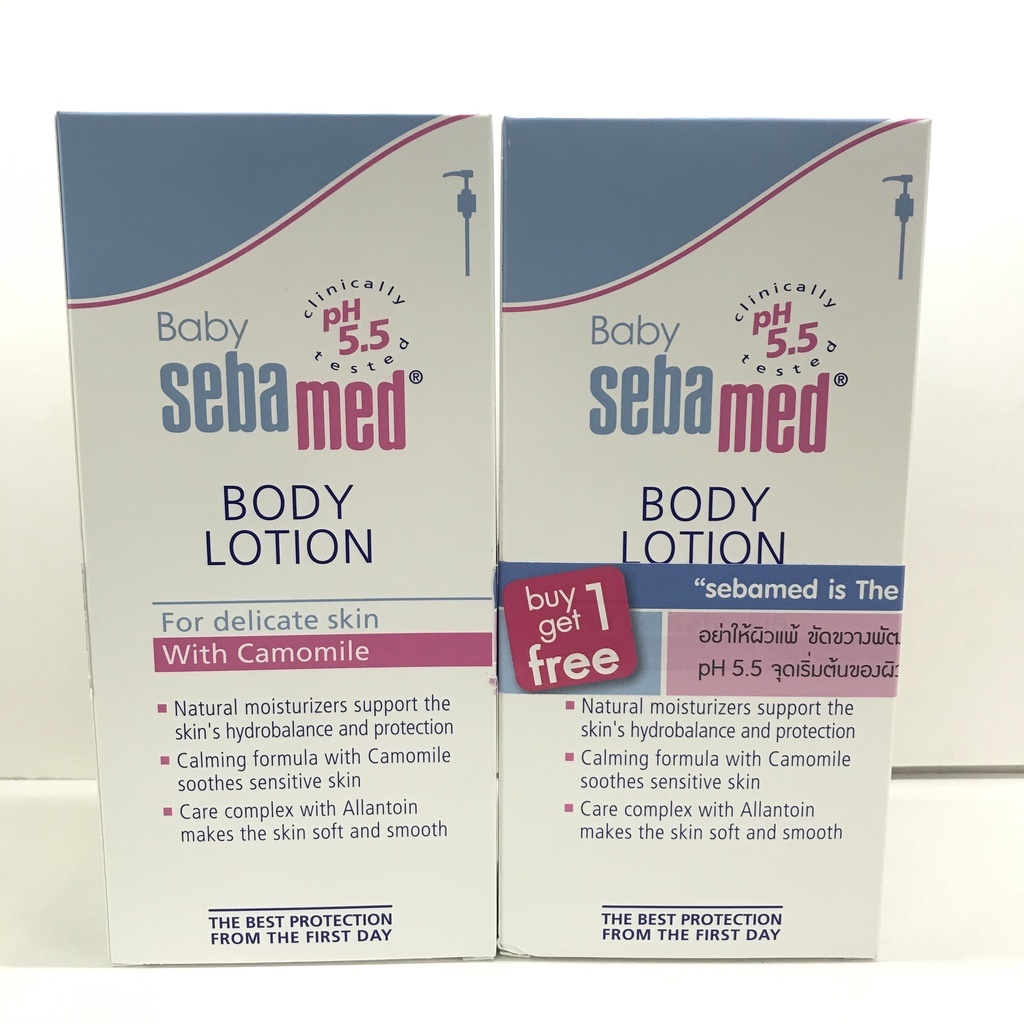 Baby
clinically
pH
5.5
tested
sebamed®
BODY
LOTION
For delicate skin
With Camomile
Natural moisturizers support the
skin's hydrobalance and protection
Calming formula with Camomile
soothes sensitive skin
Care complex with Allantoin
makes the skin soft and smooth
THE BEST PROTECTION
FROM THE FIRST DAY
Baby
clinically
pH
5.5
tested
sebamed®
BODY
LOTION
buy 1
get
free
"sebamed is The
อย่าให้ผิวแพ้ ขัดขวางพัฒ
pH 5.5 จุดเริ่มต้นของผิว
Natural moisturizers support the
skin's hydrobalance and protection
Calming formula with Camomile
soothes sensitive skin
Care complex with Allantoin
makes the skin soft and smooth
THE BEST PROTECTION
FROM THE FIRST DAY